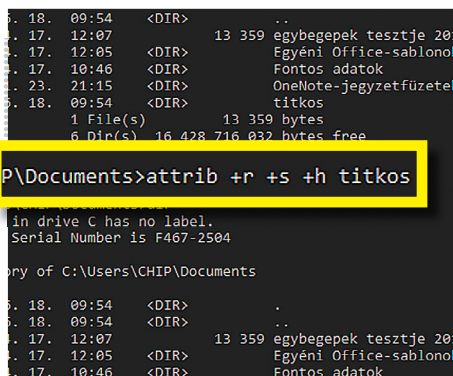 5. 18. 09:54 <DIR> ..
4. 17. 12:07 13 359 egybegepek tesztje 20
4. 17. 12:05 <DIR> Egyéni Office-sablono
4. 17. 10:46 <DIR> Fontos adatok
. 23. 21:15 <DIR> OneNote-jegyzetfüzete
5. 18. 09:54 <DIR> titkos
1 File(s) 13 359 bytes
6 Dir(s) 16 428 716 032 bytes free
P\Documents>attrib +r +s +h titkos
in drive C has no label.
Serial Number is F467-2504
ory of C:\Users\CHIP\Documents
5. 18. 09:54 <DIR> .
5. 18. 09:54 <DIR> ..
4. 17. 12:07 13 359 egybegepek tesztje 20
4. 17. 12:05 <DIR> Egyéni Office-sablono
4. 17. 10:46 <DIR> Fontos adatok